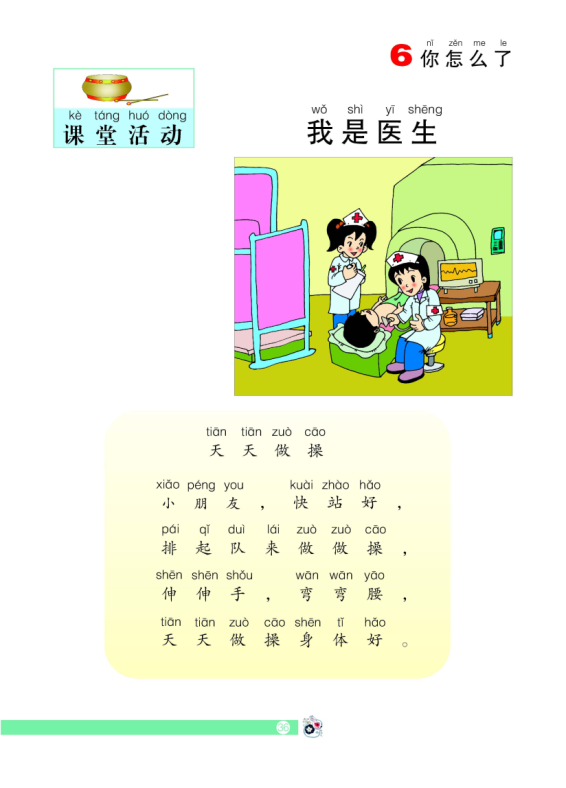 nǐ zěn me le
6 你怎么了
kè táng huó dòng
课堂活动
wǒ shì yī shēng
我是医生
tiān tiān zuò cāo
天天做操
xiǎo péng you kuài zhào hǎo
小朋友，快站好，
pái qǐ duì lái zuò zuò cāo
排起队来做做操，
shēn shēn shǒu wān wān yāo
伸伸手，弯弯腰，
tiān tiān zuò cāo shēn tǐ hǎo
天天做操身体好。
36